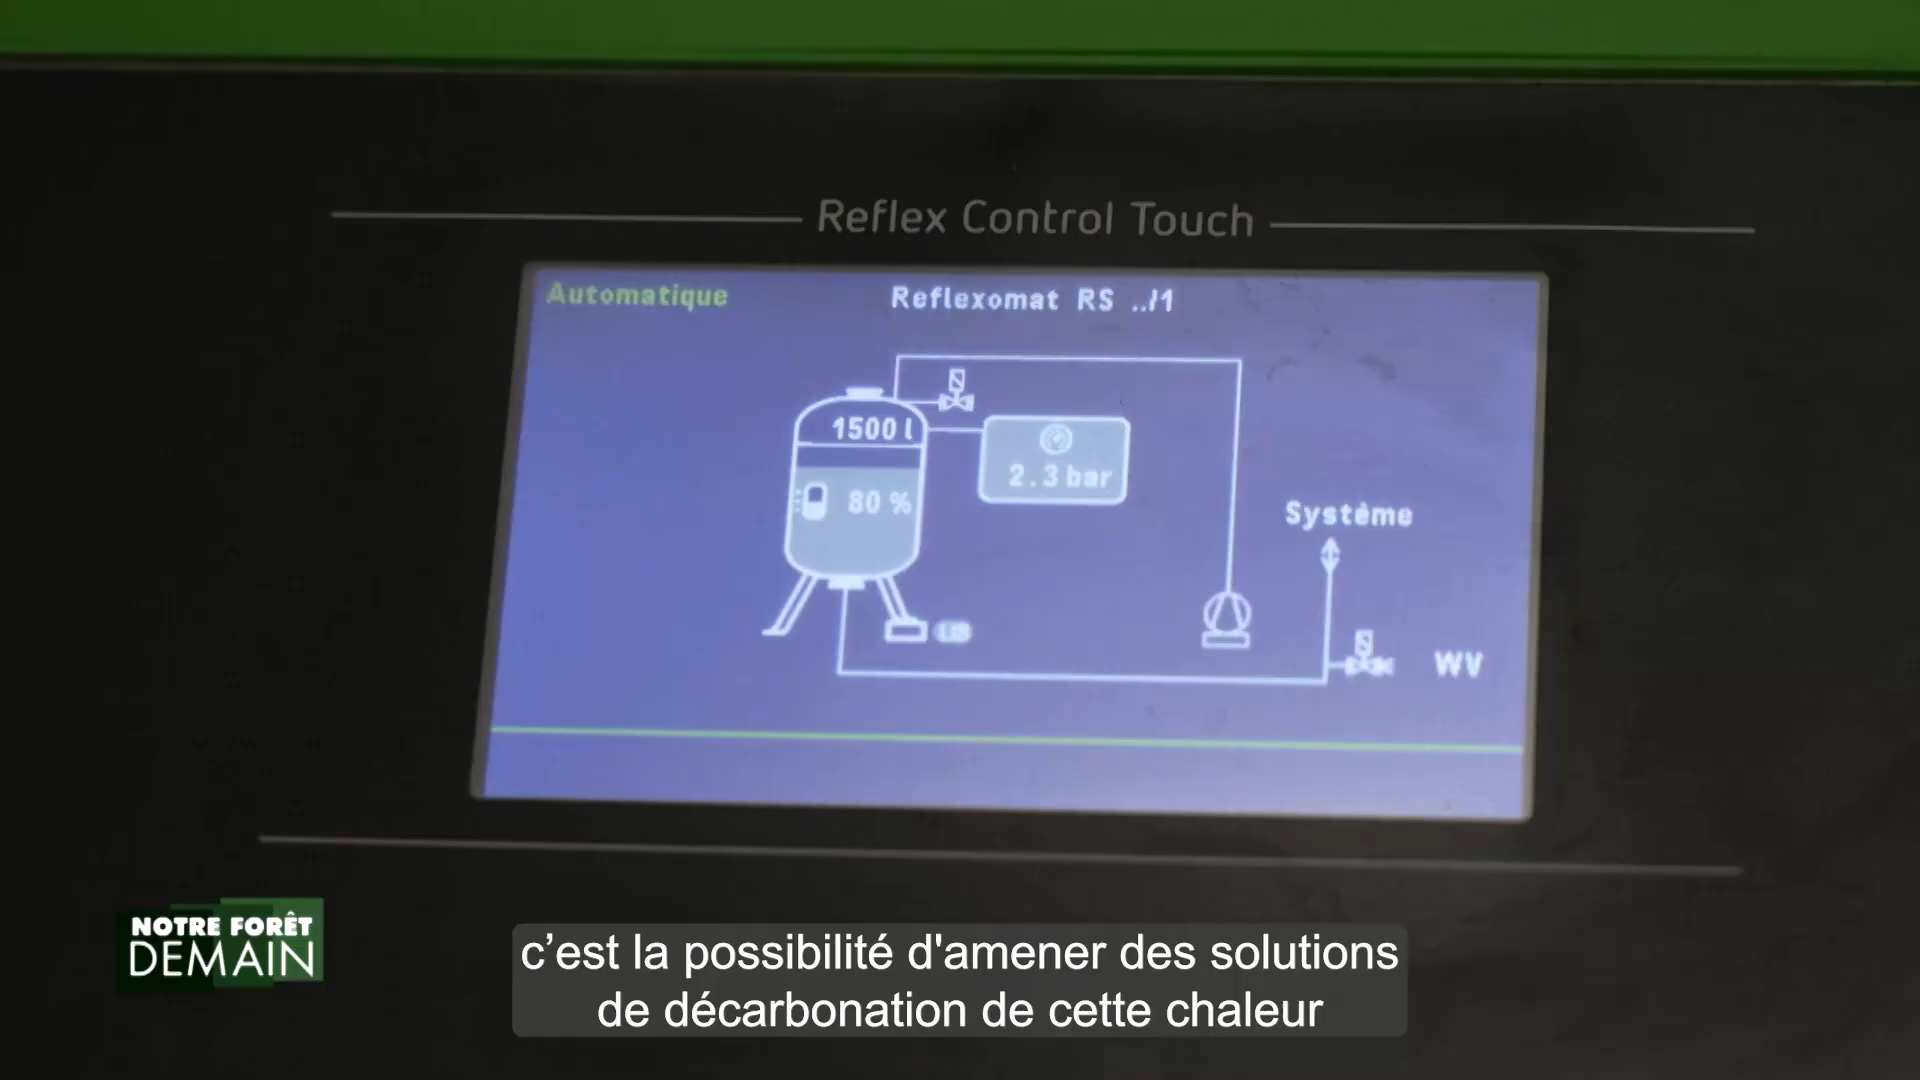 Reflex Control Touch
Automatique
Reflexomat RS ../1
1500 l
2.3 bar
80 %
Système
WV
NOTRE FORÊT
DEMAIN
c’est la possibilité d'amener des solutions
de décarbonation de cette chaleur